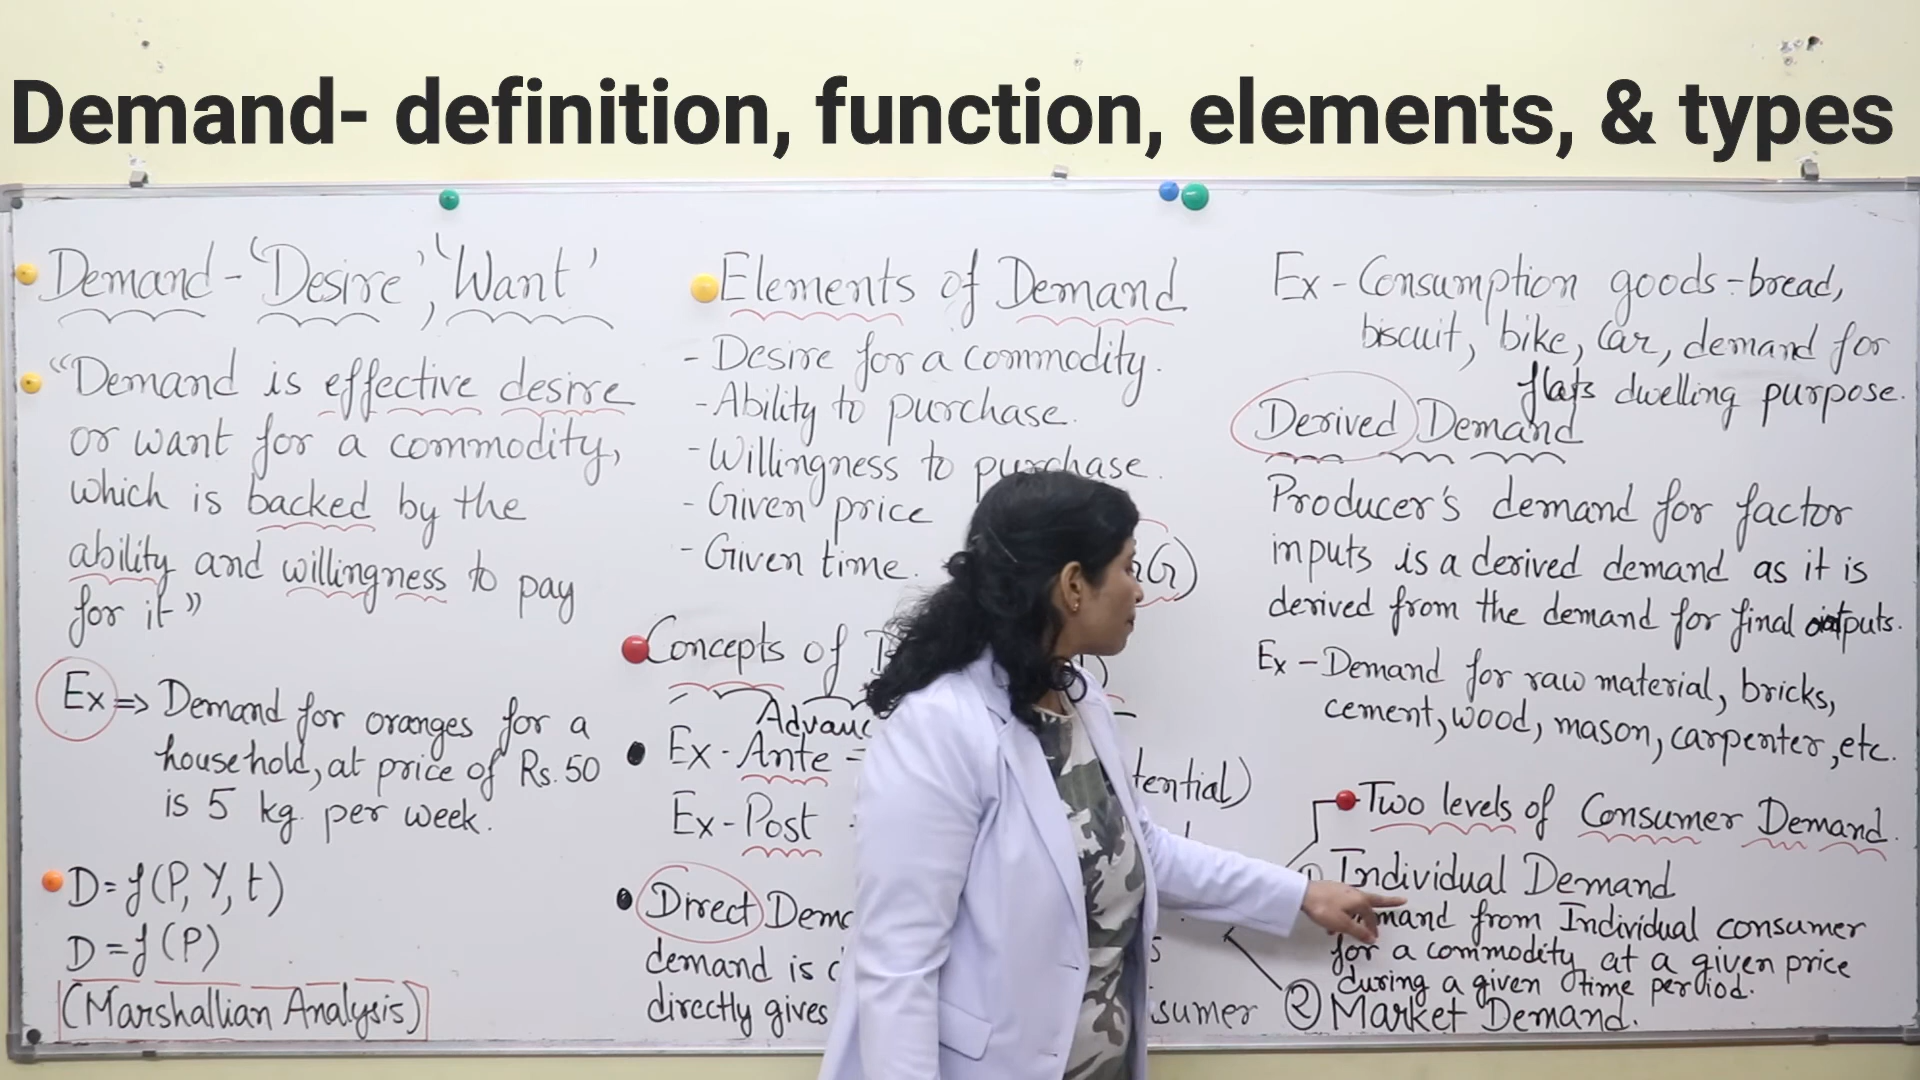 Demand- definition, function, elements, & types
Demand - 'Desire', 'Want'
"Demand is effective desire
or want for a commodity,
which is backed by the
ability and willingness to pay
for it"
Ex => Demand for oranges for a
household, at price of Rs. 50
is 5 kg. per week.
D = f(P, Y, t)
D = f(P)
(Marshallian Analysis)
Elements of Demand
- Desire for a commodity.
- Ability to purchase.
- Willingness to purchase.
- Given price
- Given time.
Concepts of
Ex - Ante =
Ex - Post
tential)
Direct
demand is
directly gives
sumer
Ex - Consumption goods - bread,
biscuit, bike, car, demand for
flats dwelling purpose.
Derived Demand
Producer's demand for factor
inputs is a derived demand as it is
derived from the demand for final outputs.
Ex - Demand for raw material, bricks,
cement, wood, mason, carpenter, etc.
Two levels of Consumer Demand.
Individual Demand
mand from Individual consumer
for a commodity at a given price
during a given time period.
② Market Demand.